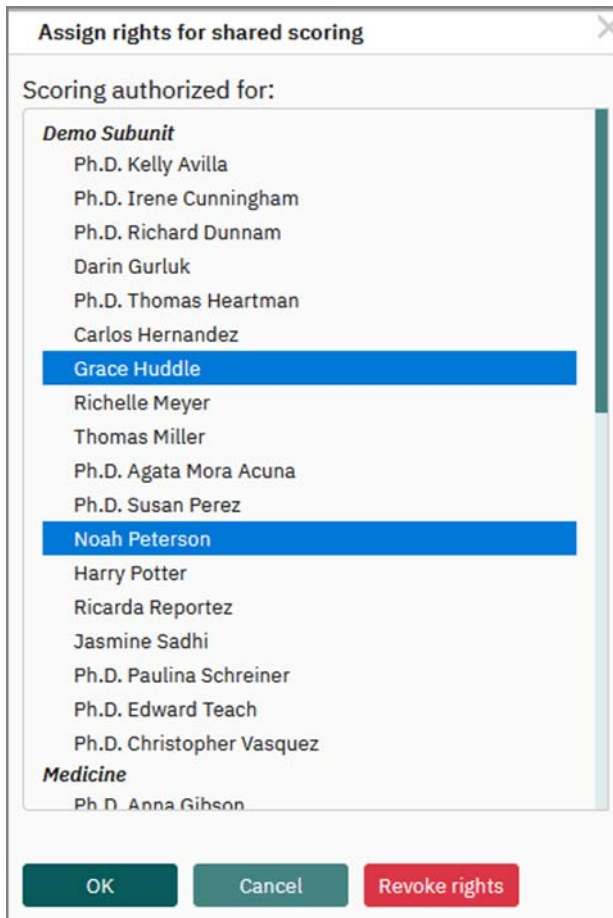 Assign rights for shared scoring
Scoring authorized for:
Demo Subunit
Ph.D. Kelly Avilla
Ph.D. Irene Cunningham
Ph.D. Richard Dunnam
Darin Gurluk
Ph.D. Thomas Heartman
Carlos Hernandez
Grace Huddle
Richelle Meyer
Thomas Miller
Ph.D. Agata Mora Acuna
Ph.D. Susan Perez
Noah Peterson
Harry Potter
Ricarda Reportez
Jasmine Sadhi
Ph.D. Paulina Schreiner
Ph.D. Edward Teach
Ph.D. Christopher Vasquez
Medicine
Ph.D. Anna Gibson
OK Cancel Revoke rights